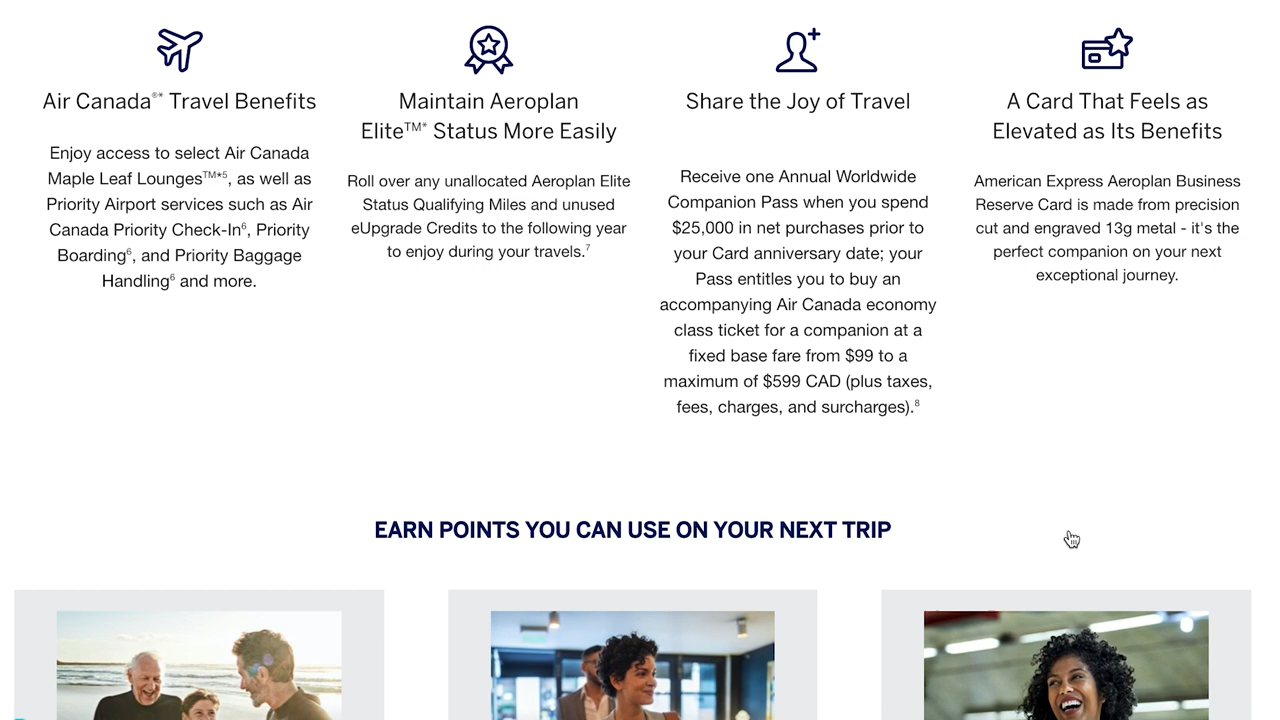 Air Canada®* Travel Benefits
Enjoy access to select Air Canada
Maple Leaf Lounges™*5, as well as
Priority Airport services such as Air
Canada Priority Check-In6, Priority
Boarding6, and Priority Baggage
Handling6 and more.
Maintain Aeroplan
Elite™* Status More Easily
Roll over any unallocated Aeroplan Elite
Status Qualifying Miles and unused
eUpgrade Credits to the following year
to enjoy during your travels.7
Share the Joy of Travel
Receive one Annual Worldwide
Companion Pass when you spend
$25,000 in net purchases prior to
your Card anniversary date; your
Pass entitles you to buy an
accompanying Air Canada economy
class ticket for a companion at a
fixed base fare from $99 to a
maximum of $599 CAD (plus taxes,
fees, charges, and surcharges).8
A Card That Feels as
Elevated as Its Benefits
American Express Aeroplan Business
Reserve Card is made from precision
cut and engraved 13g metal - it's the
perfect companion on your next
exceptional journey.
EARN POINTS YOU CAN USE ON YOUR NEXT TRIP